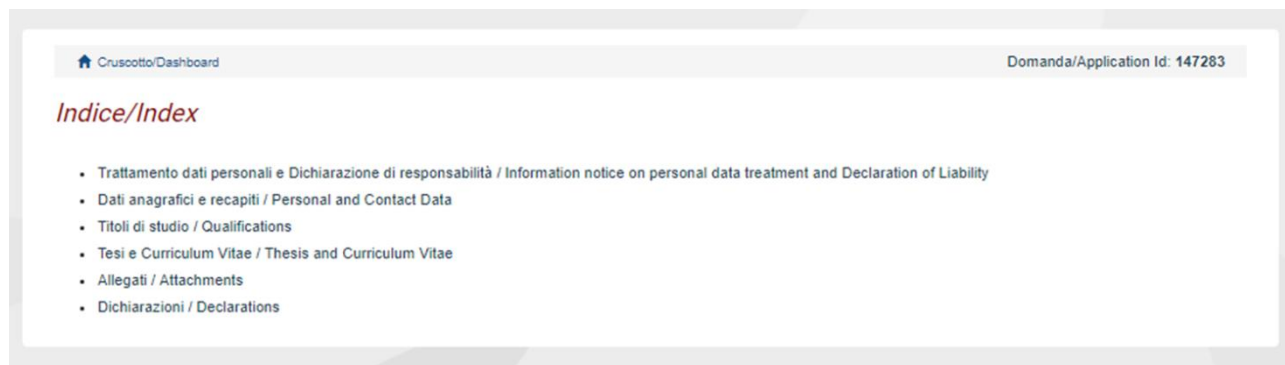 Cruscotto/Dashboard
Domanda/Application Id: 147283
Indice/Index
Trattamento dati personali e Dichiarazione di responsabilità / Information notice on personal data treatment and Declaration of Liability
Dati anagrafici e recapiti / Personal and Contact Data
Titoli di studio / Qualifications
Tesi e Curriculum Vitae / Thesis and Curriculum Vitae
Allegati / Attachments
Dichiarazioni / Declarations